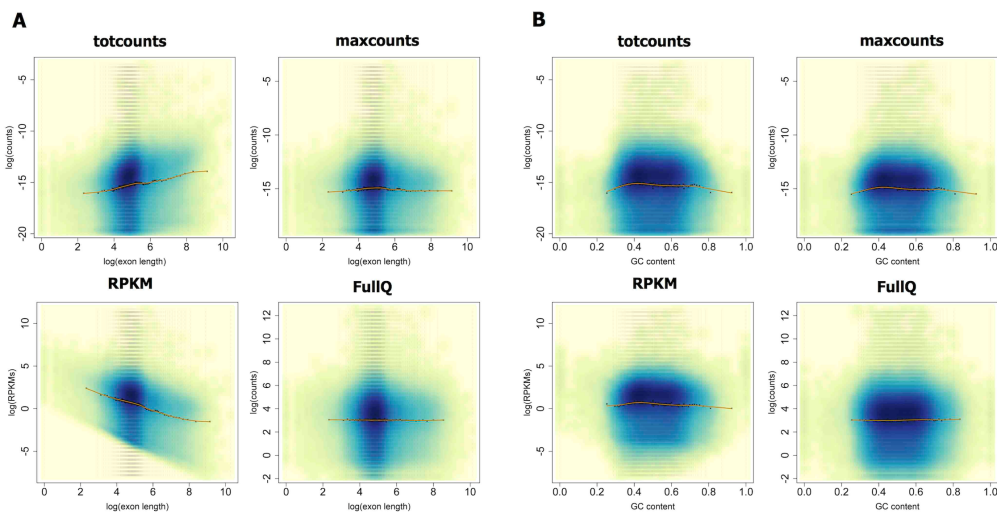 A
B
totcounts
maxcounts
totcounts
maxcounts
log(counts)
-5
-10
-15
-20
0 2 4 6 8 10
log(exon length)
log(counts)
-5
-10
-15
0 2 4 6 8 10
log(exon length)
log(counts)
-5
-10
-15
-20
0.0 0.2 0.4 0.6 0.8 1.0
GC content
log(counts)
-5
-10
-15
0.0 0.2 0.4 0.6 0.8 1.0
GC content
RPKM
FullQ
RPKM
FullQ
log(RPKMs)
10
5
0
-5
0 2 4 6 8 10
log(exon length)
log(counts)
12
10
8
6
4
2
0
-2
0 2 4 6 8 10
log(exon length)
log(RPKMs)
10
5
0
-5
0.0 0.2 0.4 0.6 0.8 1.0
GC content
log(counts)
12
10
8
6
4
2
0
-2
0.0 0.2 0.4 0.6 0.8 1.0
GC content